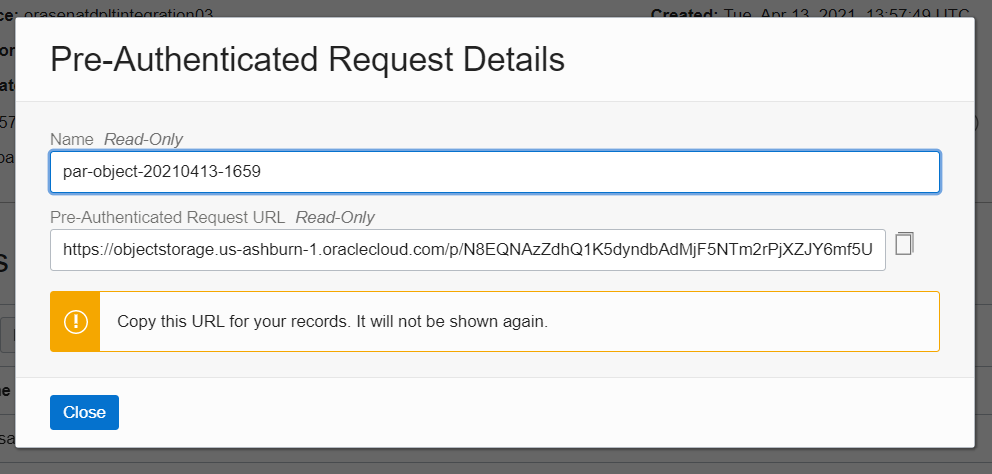 ce: orasenatdpltintegration03 Created: Tue, Apr 13, 2021, 13:57:49 UTC
Pre-Authenticated Request Details
Name Read-Only
par-object-20210413-1659
Pre-Authenticated Request URL Read-Only
https://objectstorage.us-ashburn-1.oraclecloud.com/p/N8EQNAzZdhQ1K5dyndbAdMjF5NTm2rPjXZJY6mf5U
Copy this URL for your records. It will not be shown again.
Close